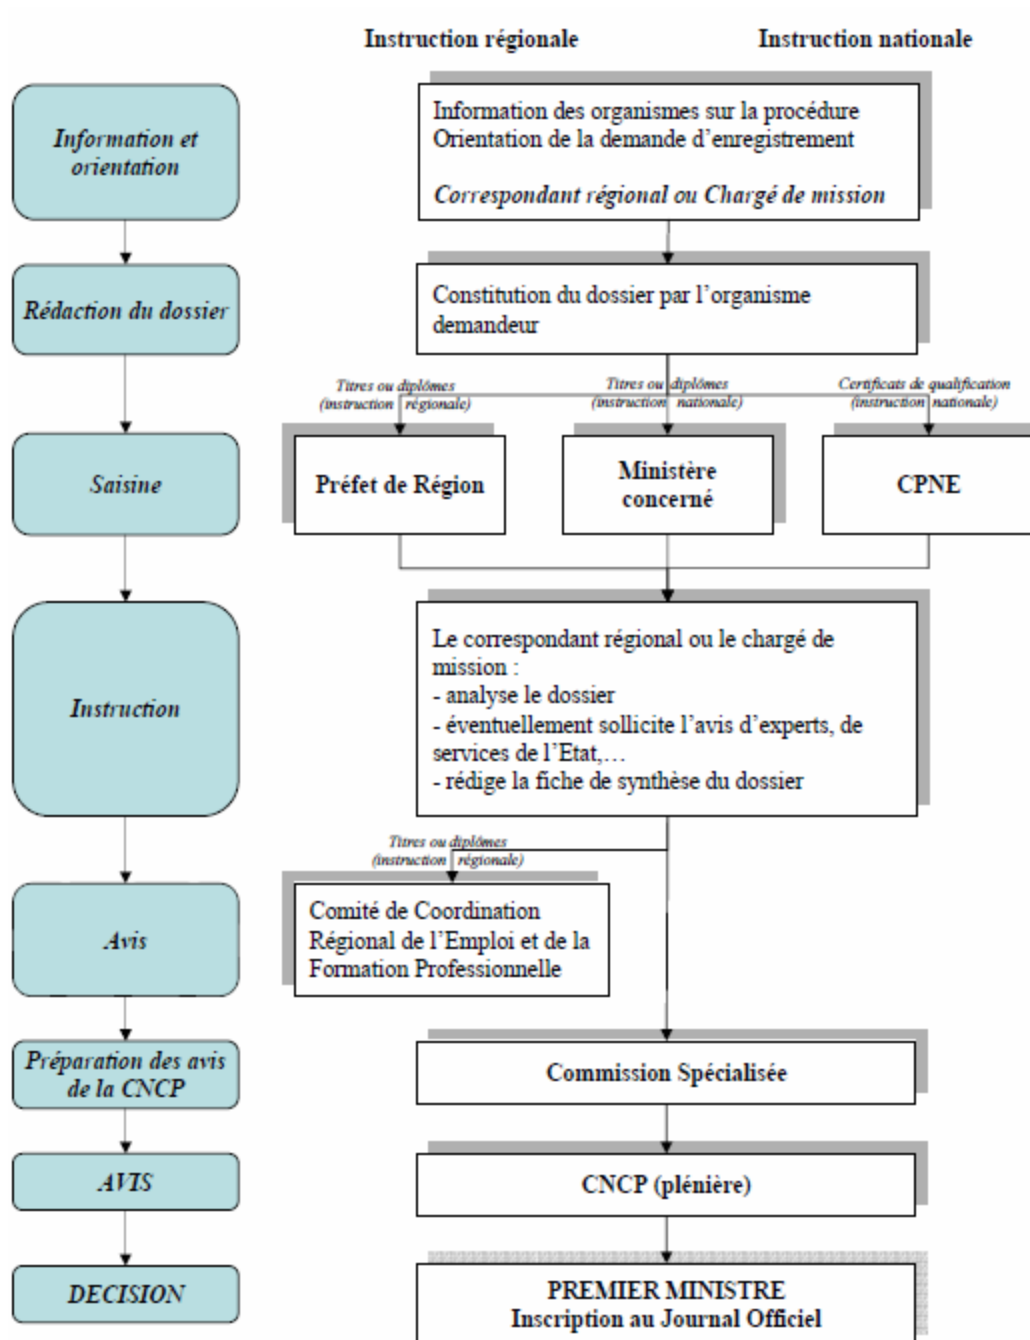 Instruction régionale
Instruction nationale
Information et
orientation
Information des organismes sur la procédure
Orientation de la demande d'enregistrement
Correspondant régional ou Chargé de mission
Rédaction du dossier
Constitution du dossier par l'organisme
demandeur
Titres ou diplômes
(instruction régionale)
Titres ou diplômes
(instruction nationale)
Certificats de qualification
(instruction nationale)
Saisine
Préfet de Région
Ministère
concerné
CPNE
Instruction
Le correspondant régional ou le chargé de
mission :
- analyse le dossier
- éventuellement sollicite l'avis d'experts, de
services de l'Etat,…
- rédige la fiche de synthèse du dossier
Titres ou diplômes
(instruction régionale)
Avis
Comité de Coordination
Régional de l'Emploi et de la
Formation Professionnelle
Préparation des avis
de la CNCP
Commission Spécialisée
AVIS
CNCP (plénière)
DECISION
PREMIER MINISTRE
Inscription au Journal Officiel